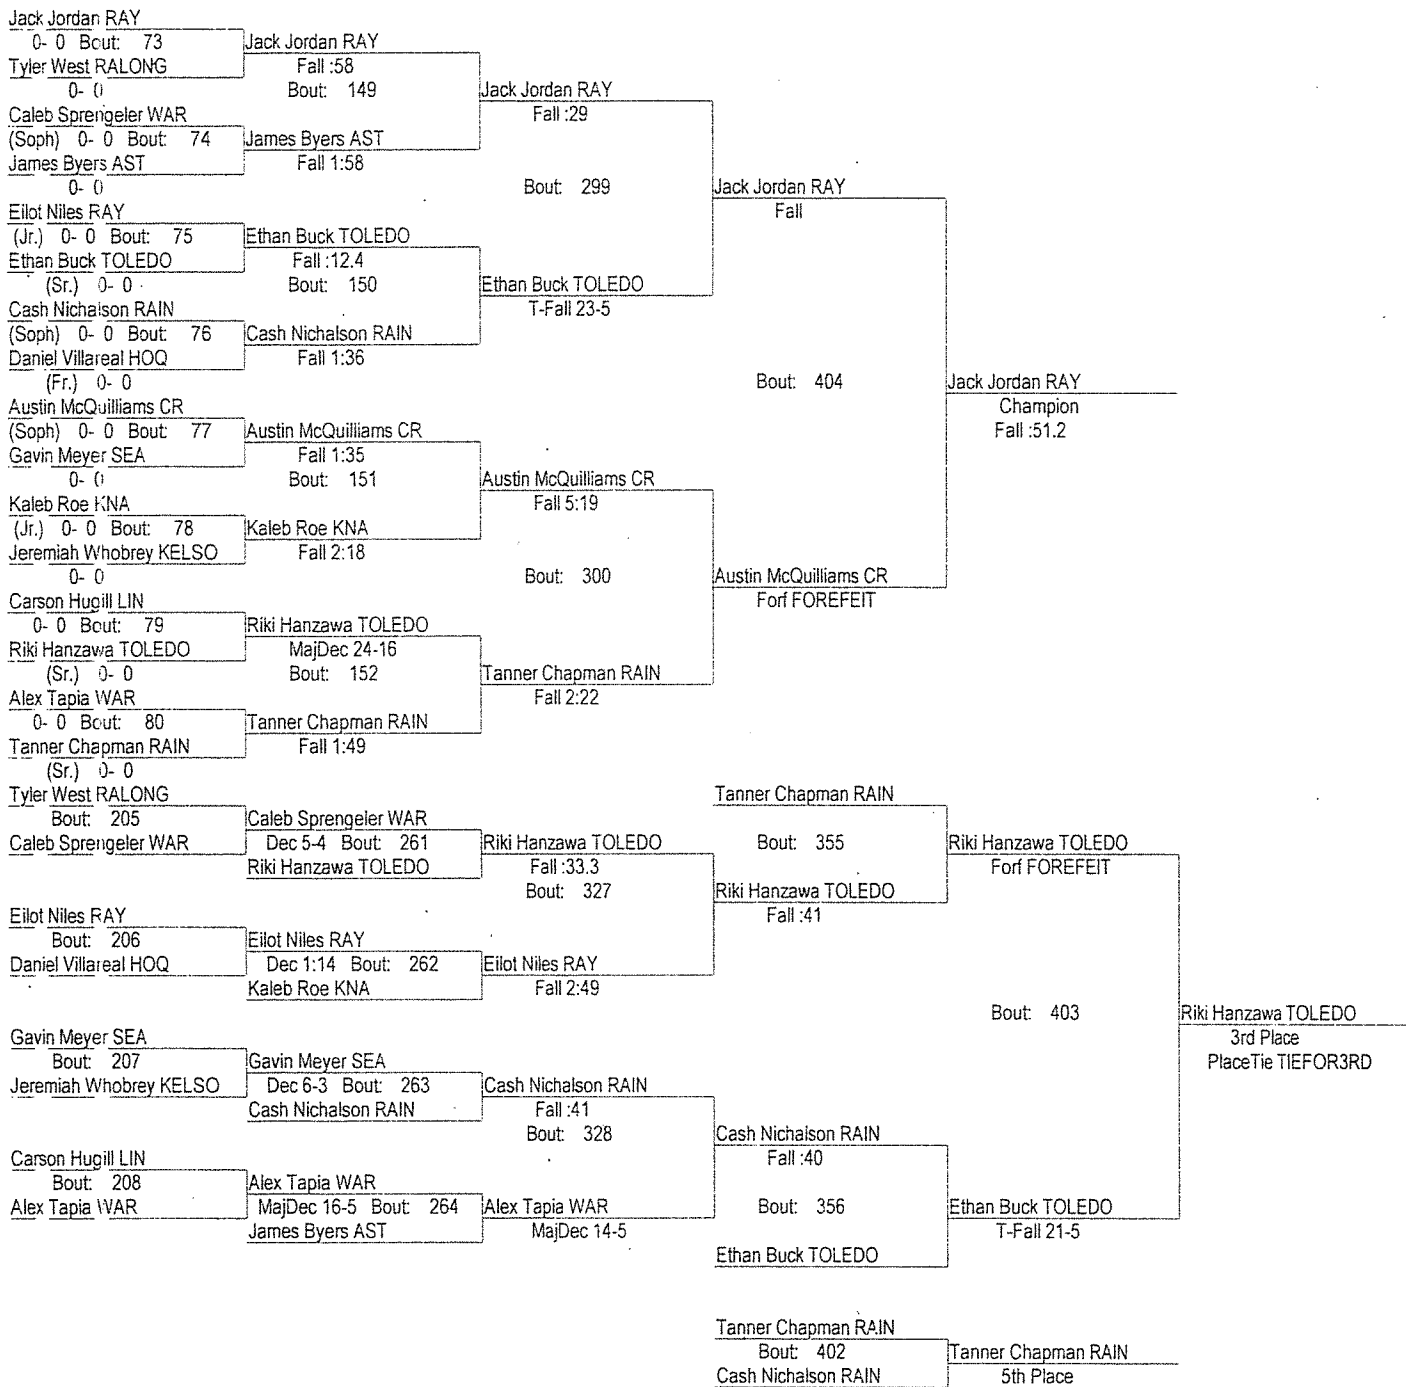 Jack Jordan RAY
0- 0 Bout: 73
Tyler West RALONG
0- 0
Caleb Sprengeler WAR
(Soph) 0- 0 Bout: 74
James Byers AST
0- 0
Eilot Niles RAY
(Jr.) 0- 0 Bout: 75
Ethan Buck TOLEDO
(Sr.) 0- 0
Cash Nichalson RAIN
(Soph) 0- 0 Bout: 76
Daniel Villareal HOQ
(Fr.) 0- 0
Austin McQuilliams CR
(Soph) 0- 0 Bout: 77
Gavin Meyer SEA
0- 0
Kaleb Roe KNA
(Jr.) 0- 0 Bout: 78
Jeremiah Whobrey KELSO
0- 0
Carson Hugill LIN
0- 0 Bout: 79
Riki Hanzawa TOLEDO
(Sr.) 0- 0
Alex Tapia WAR
0- 0 Bout: 80
Tanner Chapman RAIN
(Sr.) 0- 0
Jack Jordan RAY
Fall :58
Bout: 149
James Byers AST
Fall 1:58
Ethan Buck TOLEDO
Fall :12.4
Bout: 150
Cash Nichalson RAIN
Fall 1:36
Austin McQuilliams CR
Fall 1:35
Bout: 151
Kaleb Roe KNA
Fall 2:18
Riki Hanzawa TOLEDO
MajDec 24-16
Bout: 152
Tanner Chapman RAIN
Fall 1:49
Jack Jordan RAY
Fall :29
Bout: 299
Ethan Buck TOLEDO
T-Fall 23-5
Austin McQuilliams CR
Fall 5:19
Bout: 300
Tanner Chapman RAIN
Fall 2:22
Jack Jordan RAY
Fall
Bout: 404
Austin McQuilliams CR
Forf FOREFEIT
Jack Jordan RAY
Champion
Fall :51.2
Tyler West RALONG
Bout: 205
Caleb Sprengeler WAR
Eilot Niles RAY
Bout: 206
Daniel Villareal HOQ
Gavin Meyer SEA
Bout: 207
Jeremiah Whobrey KELSO
Carson Hugill LIN
Bout: 208
Alex Tapia WAR
Caleb Sprengeler WAR
Dec 5-4 Bout: 261
Riki Hanzawa TOLEDO
Eilot Niles RAY
Dec 1:14 Bout: 262
Kaleb Roe KNA
Gavin Meyer SEA
Dec 6-3 Bout: 263
Cash Nichalson RAIN
Alex Tapia WAR
MajDec 16-5 Bout: 264
James Byers AST
Riki Hanzawa TOLEDO
Fall :33.3
Bout: 327
Eilot Niles RAY
Fall 2:49
Cash Nichalson RAIN
Fall :41
Bout: 328
Alex Tapia WAR
MajDec 14-5
Tanner Chapman RAIN
Bout: 355
Riki Hanzawa TOLEDO
Fall :41
Cash Nichalson RAIN
Fall :40
Bout: 356
Ethan Buck TOLEDO
Riki Hanzawa TOLEDO
Forf FOREFEIT
Bout: 403
Ethan Buck TOLEDO
T-Fall 21-5
Riki Hanzawa TOLEDO
3rd Place
PlaceTie TIEFOR3RD
Tanner Chapman RAIN
Bout: 402
Cash Nichalson RAIN
Tanner Chapman RAIN
5th Place